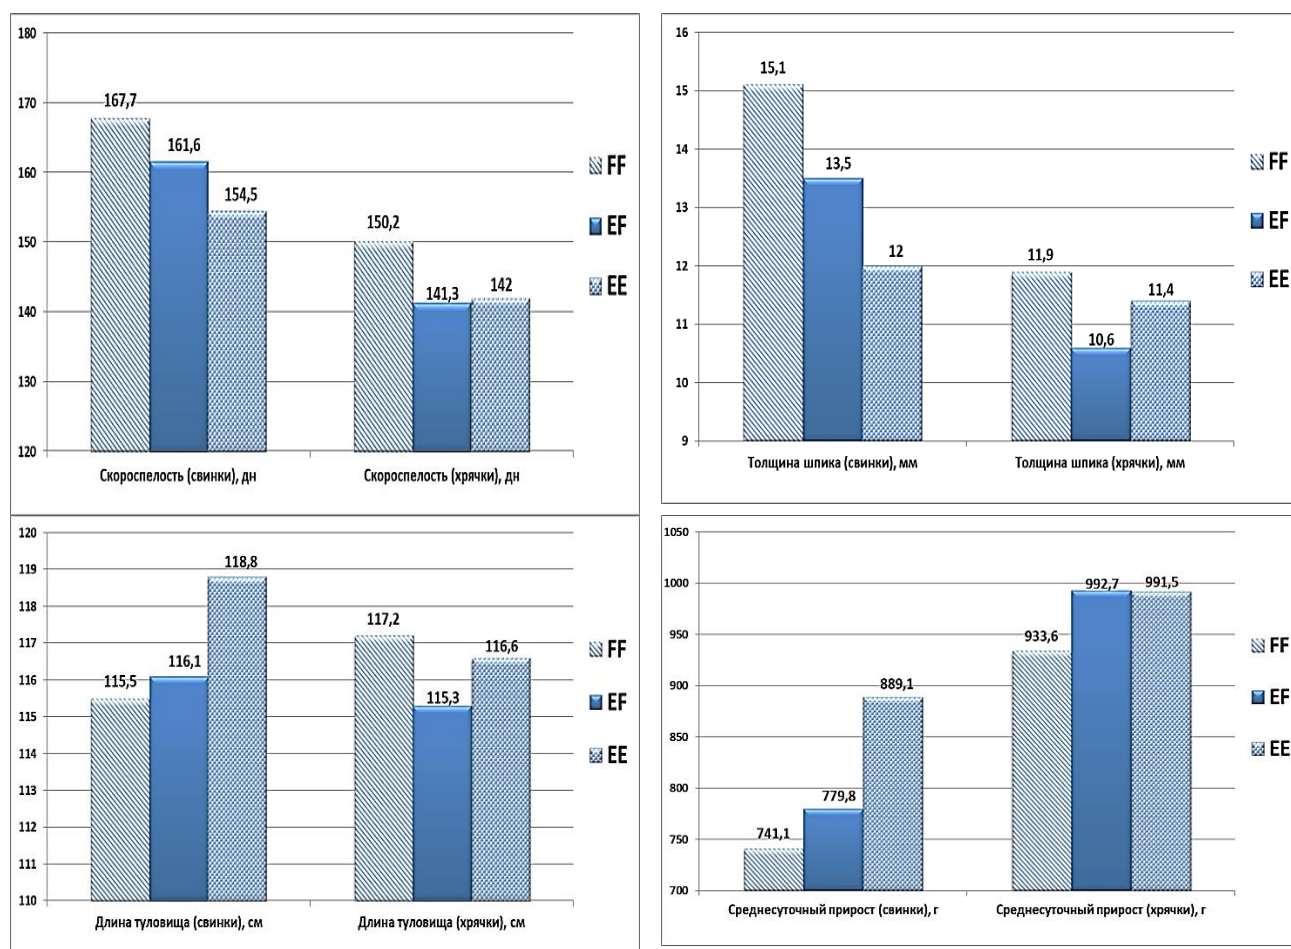 180
170
160
150
140
130
120
167,7
161,6
154,5
150,2
141,3
142
FF
EF
EE
Скороспелость (свинки), дн
Скороспелость (хрячки), дн
16
15
14
13
12
11
10
9
15,1
13,5
12
11,9
10,6
11,4
FF
EF
EE
Толщина шпика (свинки), мм
Толщина шпика (хрячки), мм
120
119
118
117
116
115
114
113
112
111
110
115,5
116,1
118,8
117,2
115,3
116,6
FF
EF
EE
Длина туловища (свинки), см
Длина туловища (хрячки), см
1050
1000
950
900
850
800
750
700
741,1
779,8
889,1
933,6
992,7
991,5
FF
EF
EE
Среднесуточный прирост (свинки), г
Среднесуточный прирост (хрячки), г